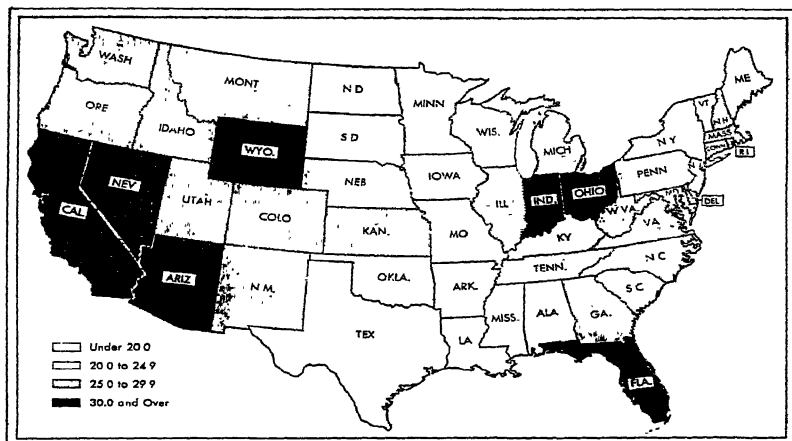 WASH
MONT
N D
MINN
ME
ORE
IDAHO
WYO.
S D
WIS.
MICH
N Y
VT
N H
MASS
CONN
R.I.
NEV
CAL
UTAH
COLO
NEB
IOWA
ILL
IND.
OHIO
PENN
N J
DEL
W VA
VA
KAN.
MO
KY
ARIZ
N M.
OKLA.
ARK.
TENN.
N C
S C
TEX
LA
MISS.
ALA
GA.
FLA.
Under 20 0
20 0 to 24 9
25 0 to 29 9
30.0 and Over